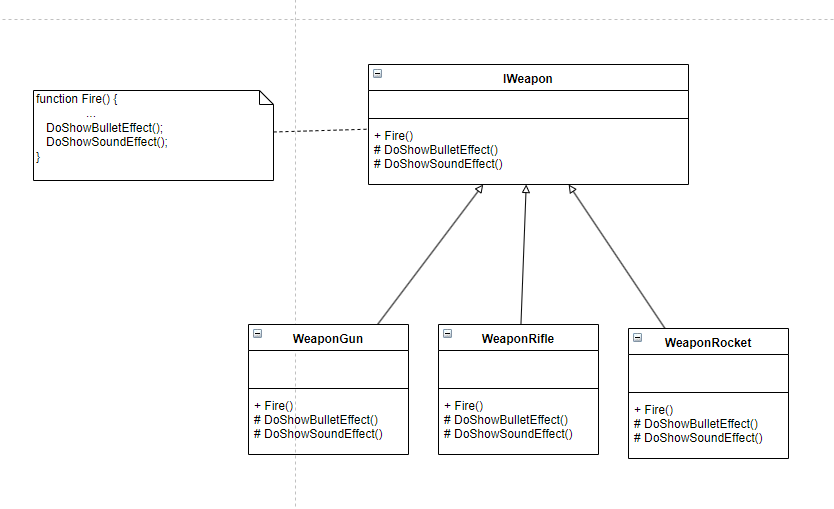 function Fire() {
...
DoShowBulletEffect();
DoShowSoundEffect();
}
IWeapon
+ Fire()
# DoShowBulletEffect()
# DoShowSoundEffect()
WeaponGun
+ Fire()
# DoShowBulletEffect()
# DoShowSoundEffect()
WeaponRifle
+ Fire()
# DoShowBulletEffect()
# DoShowSoundEffect()
WeaponRocket
+ Fire()
# DoShowBulletEffect()
# DoShowSoundEffect()